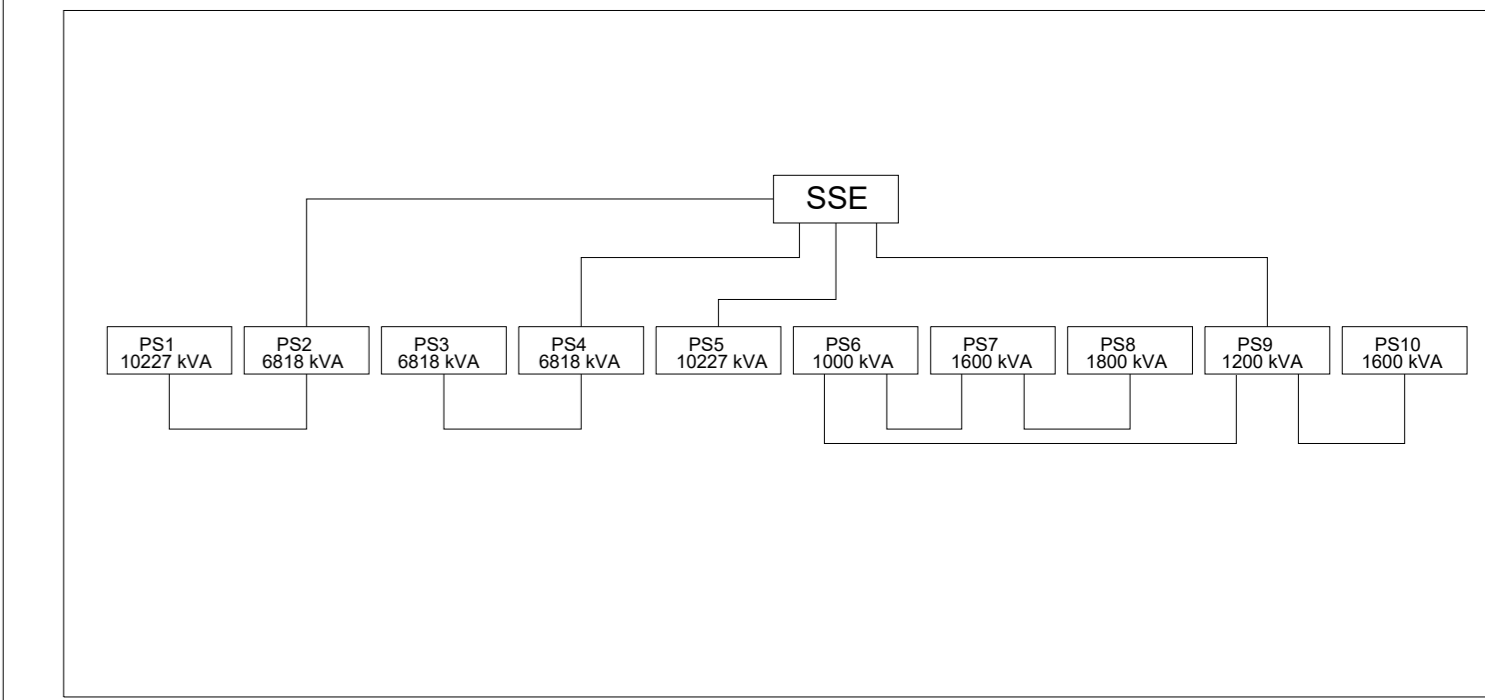 SSE
PS1
10227 kVA
PS2
6818 kVA
PS3
6818 kVA
PS4
6818 kVA
PS5
10227 kVA
PS6
1000 kVA
PS7
1600 kVA
PS8
1800 kVA
PS9
1200 kVA
PS10
1600 kVA